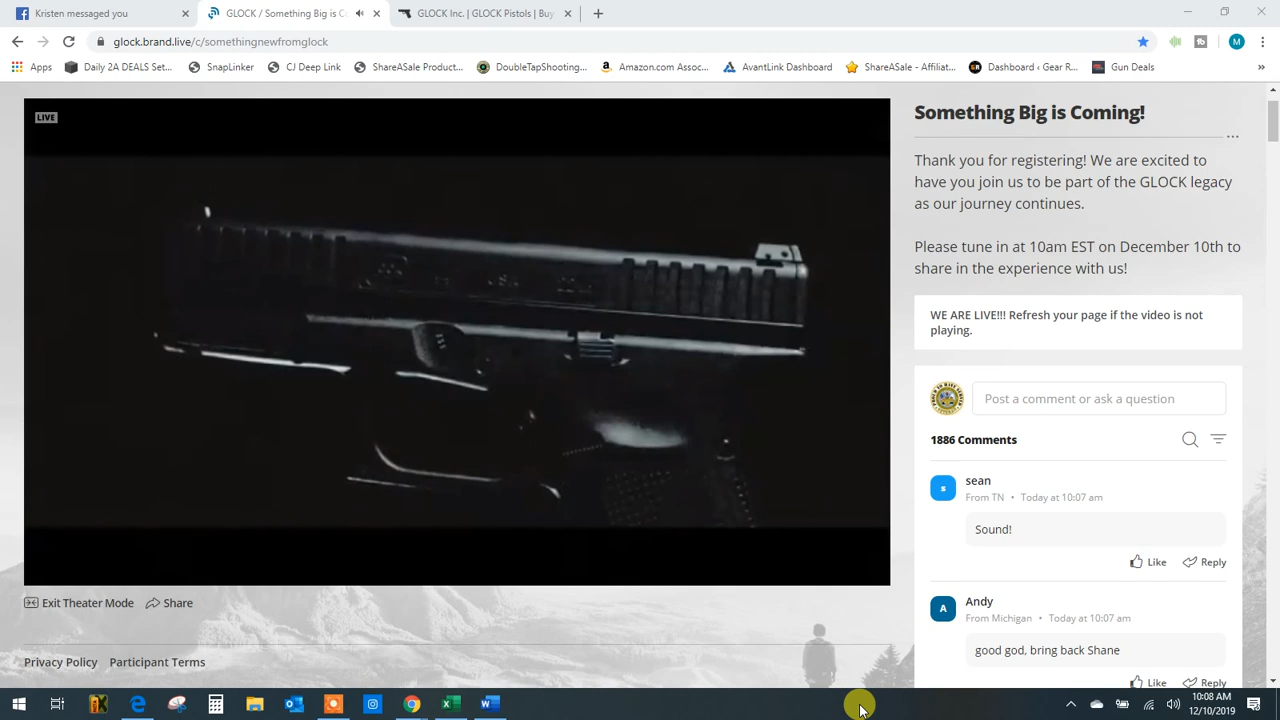 Kristen messaged you
GLOCK / Something Big is C
GLOCK Inc. | GLOCK Pistols | Buy
glock.brand.live/c/somethingnewfromglock
M
Apps
Daily 2A DEALS Set...
SnapLinker
CJ Deep Link
ShareASale Product...
DoubleTapShooting...
Amazon.com Assoc...
AvantLink Dashboard
ShareASale - Affiliat...
Dashboard ‹ Gear R...
Gun Deals
»
LIVE
Something Big is Coming!
...
Thank you for registering! We are excited to
have you join us to be part of the GLOCK legacy
as our journey continues.
Please tune in at 10am EST on December 10th to
share in the experience with us!
WE ARE LIVE!!! Refresh your page if the video is not
playing.
Post a comment or ask a question
1886 Comments
s
sean
From TN • Today at 10:07 am
Sound!
Like
Reply
A
Andy
From Michigan • Today at 10:07 am
good god, bring back Shane
Like
Reply
Exit Theater Mode
Share
Privacy Policy
Participant Terms
10:08 AM
12/10/2019